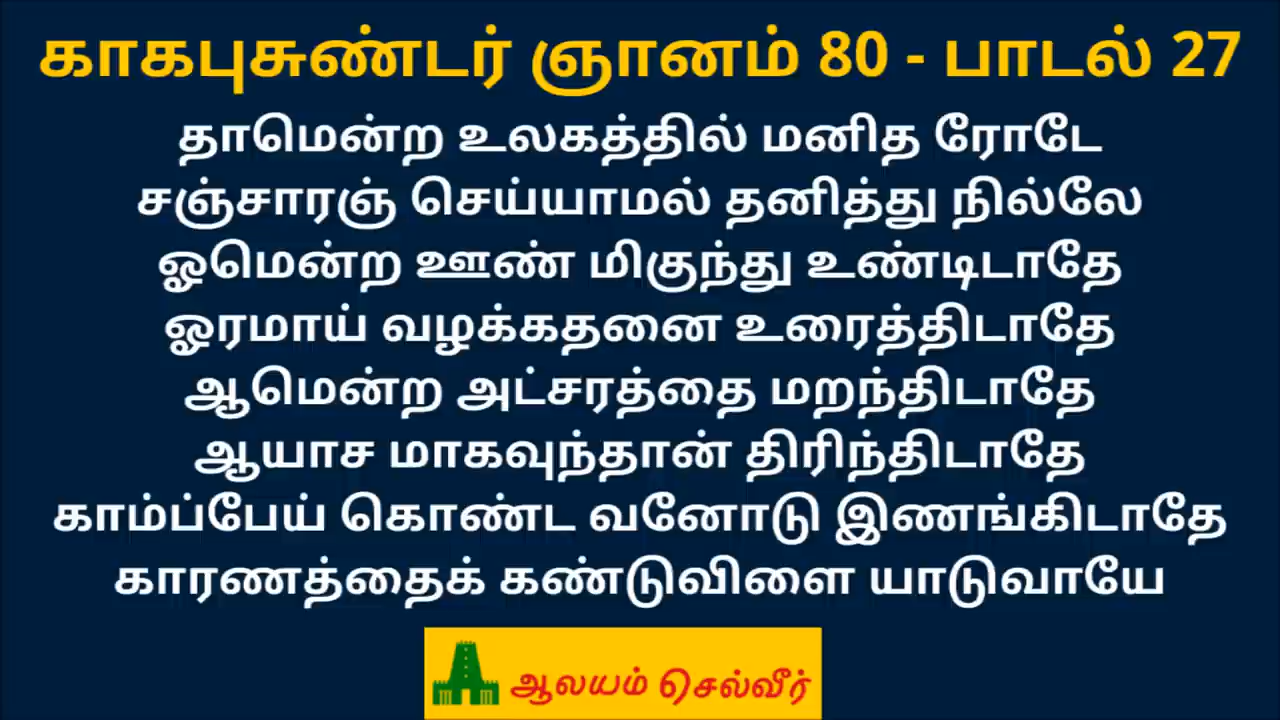 காகபுசுண்டர் ஞானம் 80 - பாடல் 27
தாமென்ற உலகத்தில் மனித ரோடே
சஞ்சாரஞ் செய்யாமல் தனித்து நில்லே
ஓமென்ற ஊண் மிகுந்து உண்டிடாதே
ஓரமாய் வழக்கதனை உரைத்திடாதே
ஆமென்ற அட்சரத்தை மறந்திடாதே
ஆயாச மாகவுந்தான் திரிந்திடாதே
காம்ப்பேய் கொண்ட வனோடு இணங்கிடாதே
காரணத்தைக் கண்டுவிளை யாடுவாயே
ஆலயம் செல்வீர்